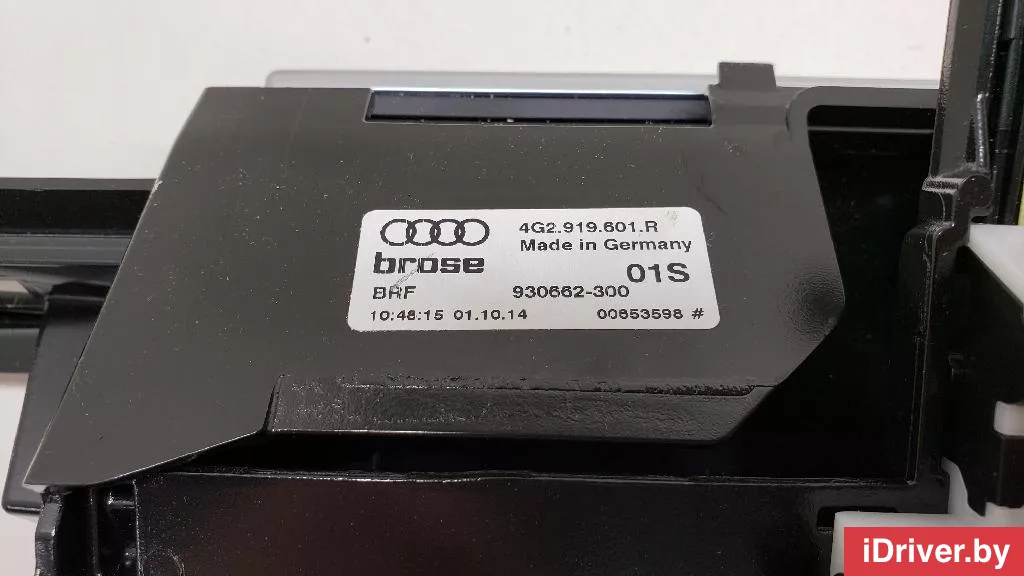 4G2.919.601.R
Made in Germany
brose
01S
BRF 930662-300
10:48:15 01.10.14 00853598 #
iDriver.by